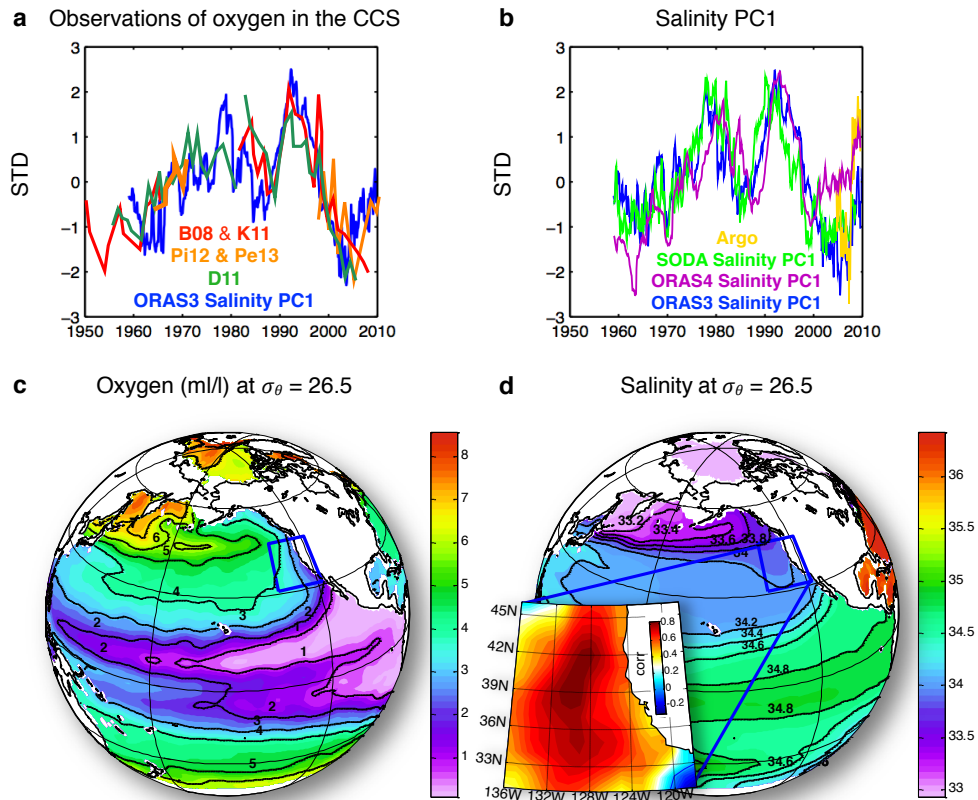 a Observations of oxygen in the CCS
STD
3
2
1
0
−1
−2
−3
1950 1960 1970 1980 1990 2000 2010
B08 & K11
Pi12 & Pe13
D11
ORAS3 Salinity PC1
b Salinity PC1
STD
3
2
1
0
−1
−2
−3
1950 1960 1970 1980 1990 2000 2010
Argo
SODA Salinity PC1
ORAS4 Salinity PC1
ORAS3 Salinity PC1
c Oxygen (ml/l) at σθ = 26.5
6
5
4
3
2
1
2
2
1
2
3
4
5
8
7
6
5
4
3
2
1
d Salinity at σθ = 26.5
33.2
33.4
33.6 33.8
34
34.2
34.4
34.6
34.8
34.8
34.6
36
35.5
35
34.5
34
33.5
33
45N
42N
39N
36N
33N
136W 132W 128W 124W 120W
corr
0.8
0.6
0.4
0.2
0
-0.2